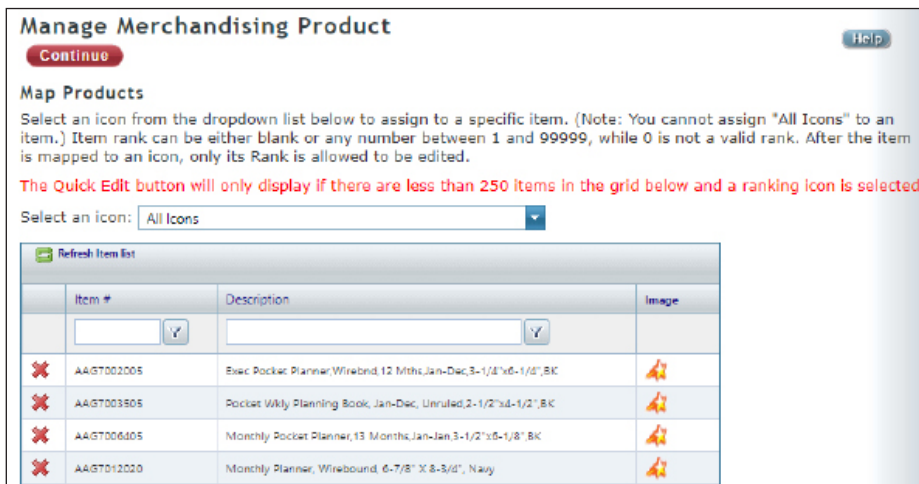 Manage Merchandising Product
Help
Continue
Map Products
Select an icon from the dropdown list below to assign to a specific item. (Note: You cannot assign "All Icons" to an
item.) Item rank can be either blank or any number between 1 and 99999, while 0 is not a valid rank. After the item
is mapped to an icon, only its Rank is allowed to be edited.
The Quick Edit button will only display if there are less than 250 items in the grid below and a ranking icon is selected
Select an icon: All Icons
Refresh Item list
Item # Description Image
AAG7002005 Exec Pocket Planner,Wirebnd,12 Mths,Jan-Dec,3-1/4"x6-1/4",BK
AAG7003505 Pocket Wkly Planning Book, Jan-Dec, Unruled,2-1/2"x4-1/2",BK
AAG7006405 Monthly Pocket Planner,13 Months,Jan-Jan,3-1/2"x6-1/8",BK
AAG7012020 Monthly Planner, Wirebound, 6-7/8" X 8-3/4", Navy